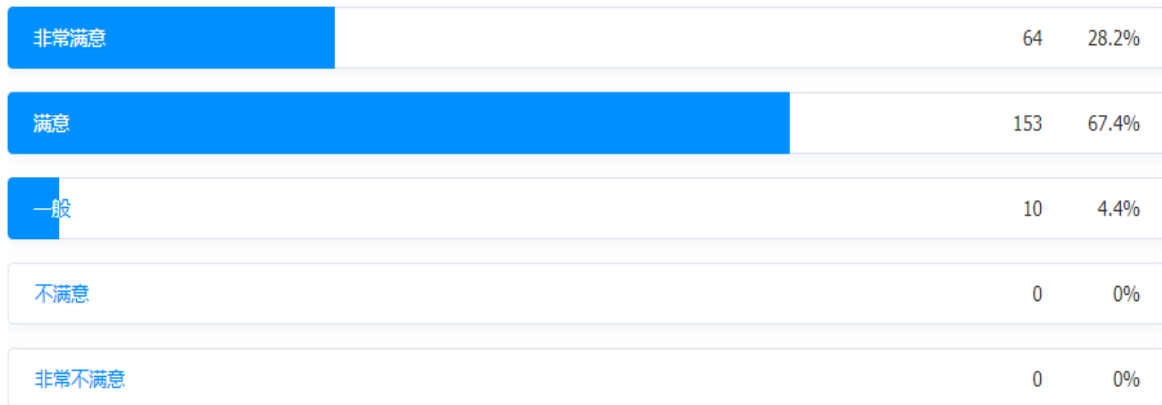 非常满意 64 28.2%
满意 153 67.4%
一般 10 4.4%
不满意 0 0%
非常不满意 0 0%